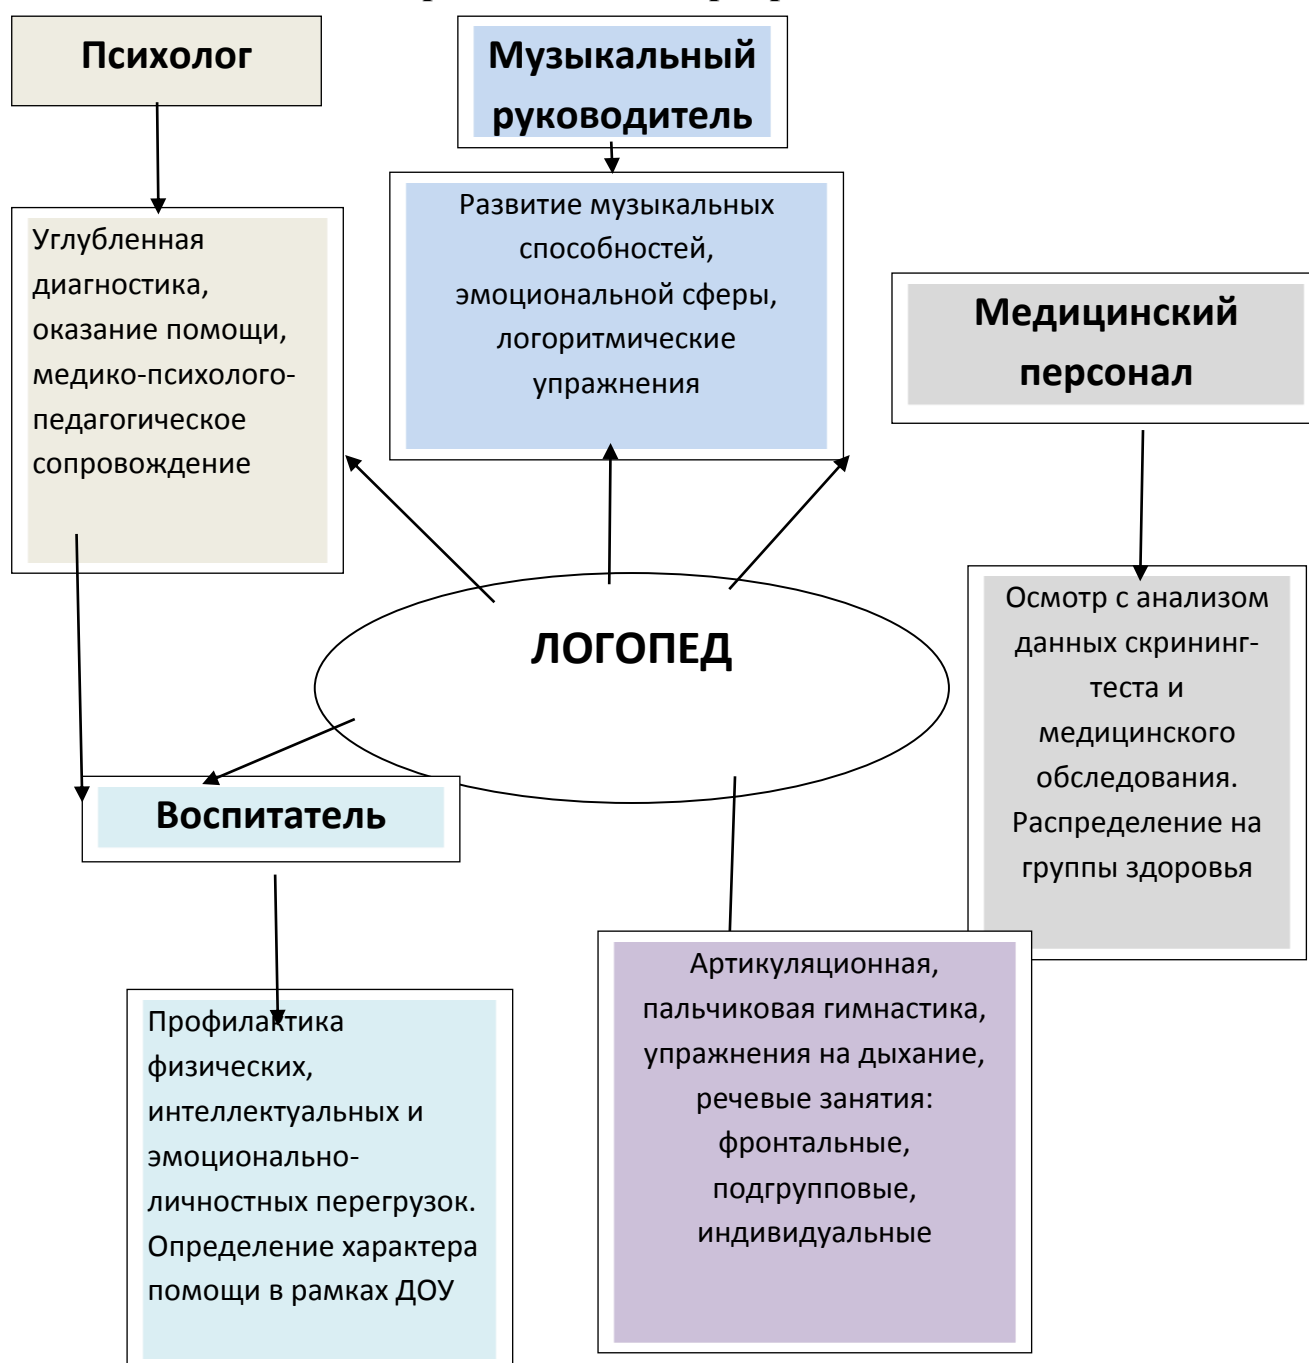 Психолог
Музыкальный
руководитель
Углубленная
диагностика,
оказание помощи,
медико-психолого-
педагогическое
сопровождение
Развитие музыкальных
способностей,
эмоциональной сферы,
логоритмические
упражнения
Медицинский
персонал
ЛОГОПЕД
Осмотр с анализом
данных скрининг-
теста и
медицинского
обследования.
Распределение на
группы здоровья
Воспитатель
Профилактика
физических,
интеллектуальных и
эмоционально-
личностных перегрузок.
Определение характера
помощи в рамках ДОУ
Артикуляционная,
пальчиковая гимнастика,
упражнения на дыхание,
речевые занятия:
фронтальные,
подгрупповые,
индивидуальные